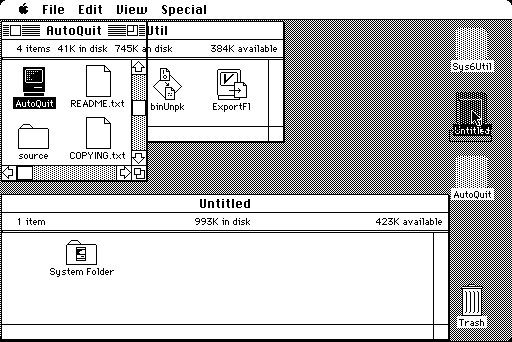 File Edit View Special
AutoQuit
Util
4 items 41K in disk 745K a
n disk 384K available
AutoQuit
README.txt
source
COPYING.txt
binUnpk
ExportFl
Sys6Util
Untitled
AutoQuit
Trash
Untitled
1 item 993K in disk 423K available
System Folder